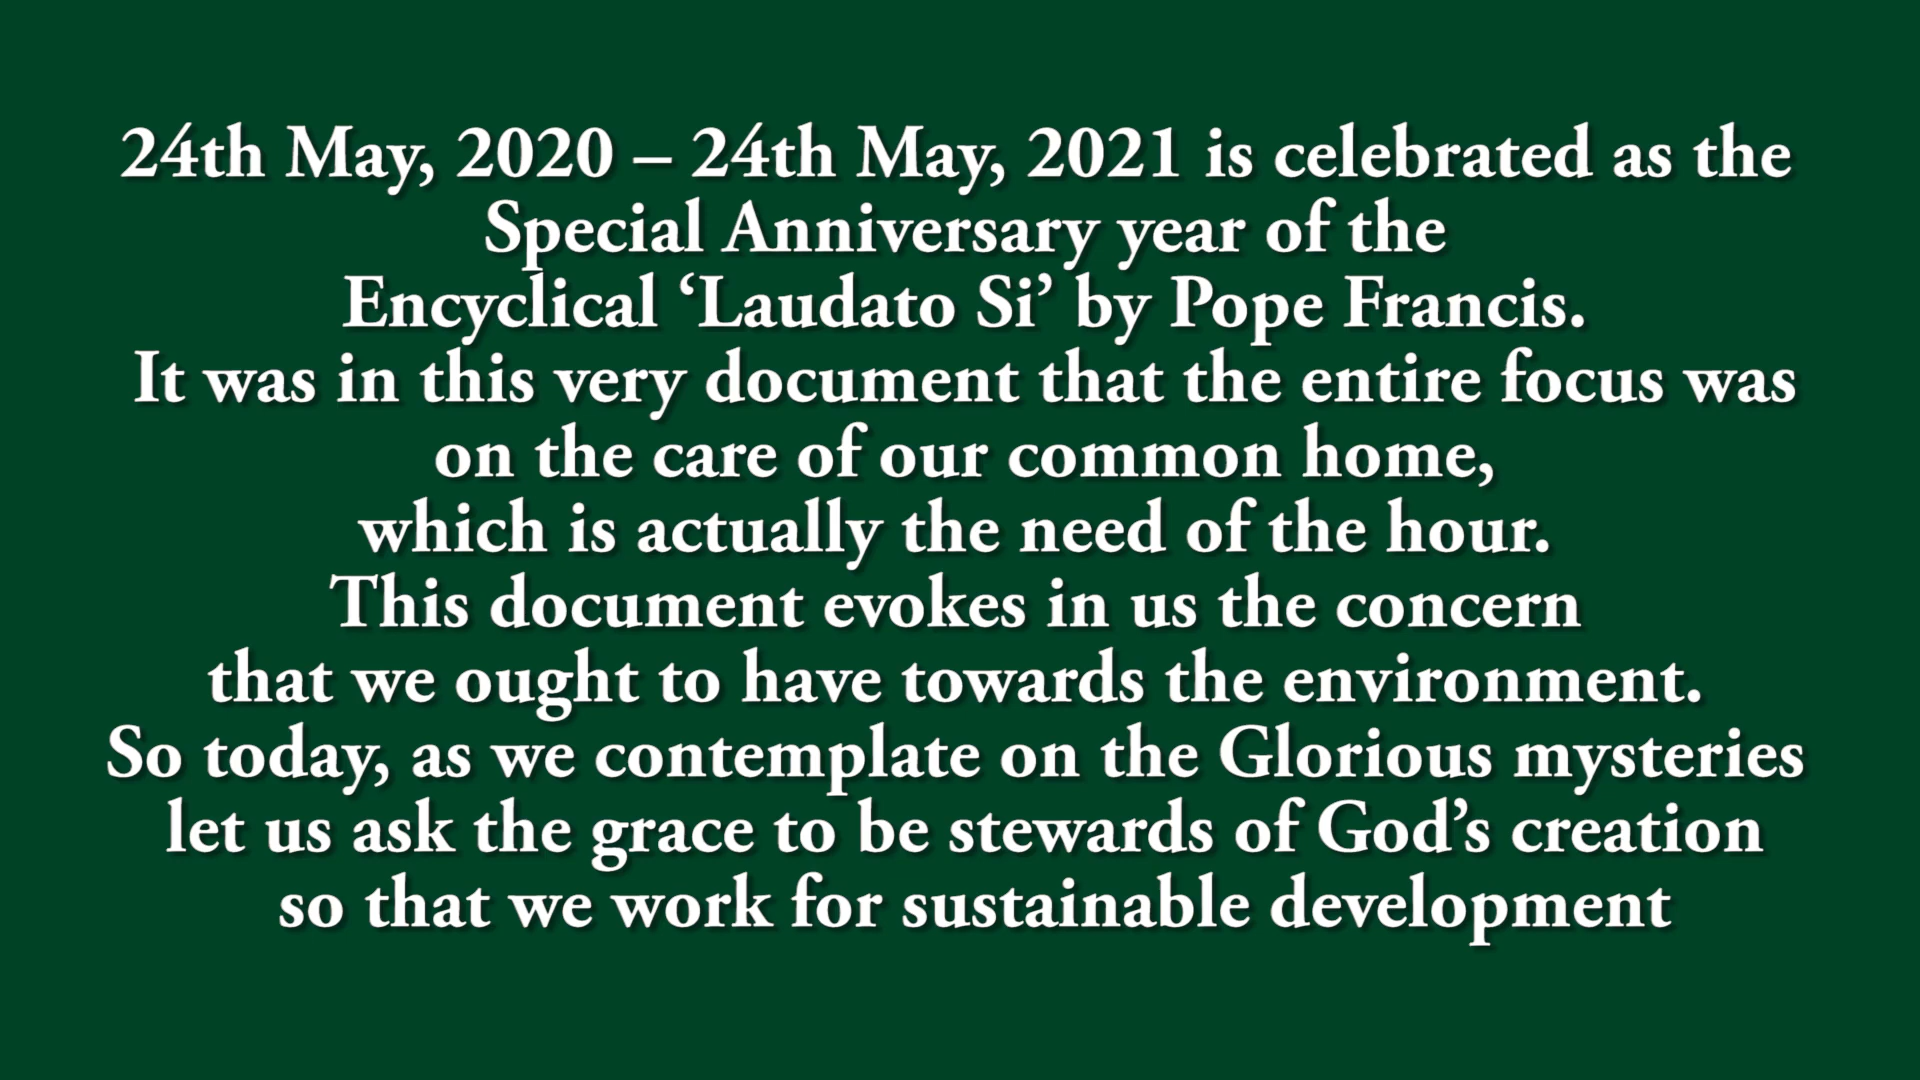 24th May, 2020 – 24th May, 2021 is celebrated as the
Special Anniversary year of the
Encyclical ‘Laudato Si’ by Pope Francis.
It was in this very document that the entire focus was
on the care of our common home,
which is actually the need of the hour.
This document evokes in us the concern
that we ought to have towards the environment.
So today, as we contemplate on the Glorious mysteries
let us ask the grace to be stewards of God’s creation
so that we work for sustainable development